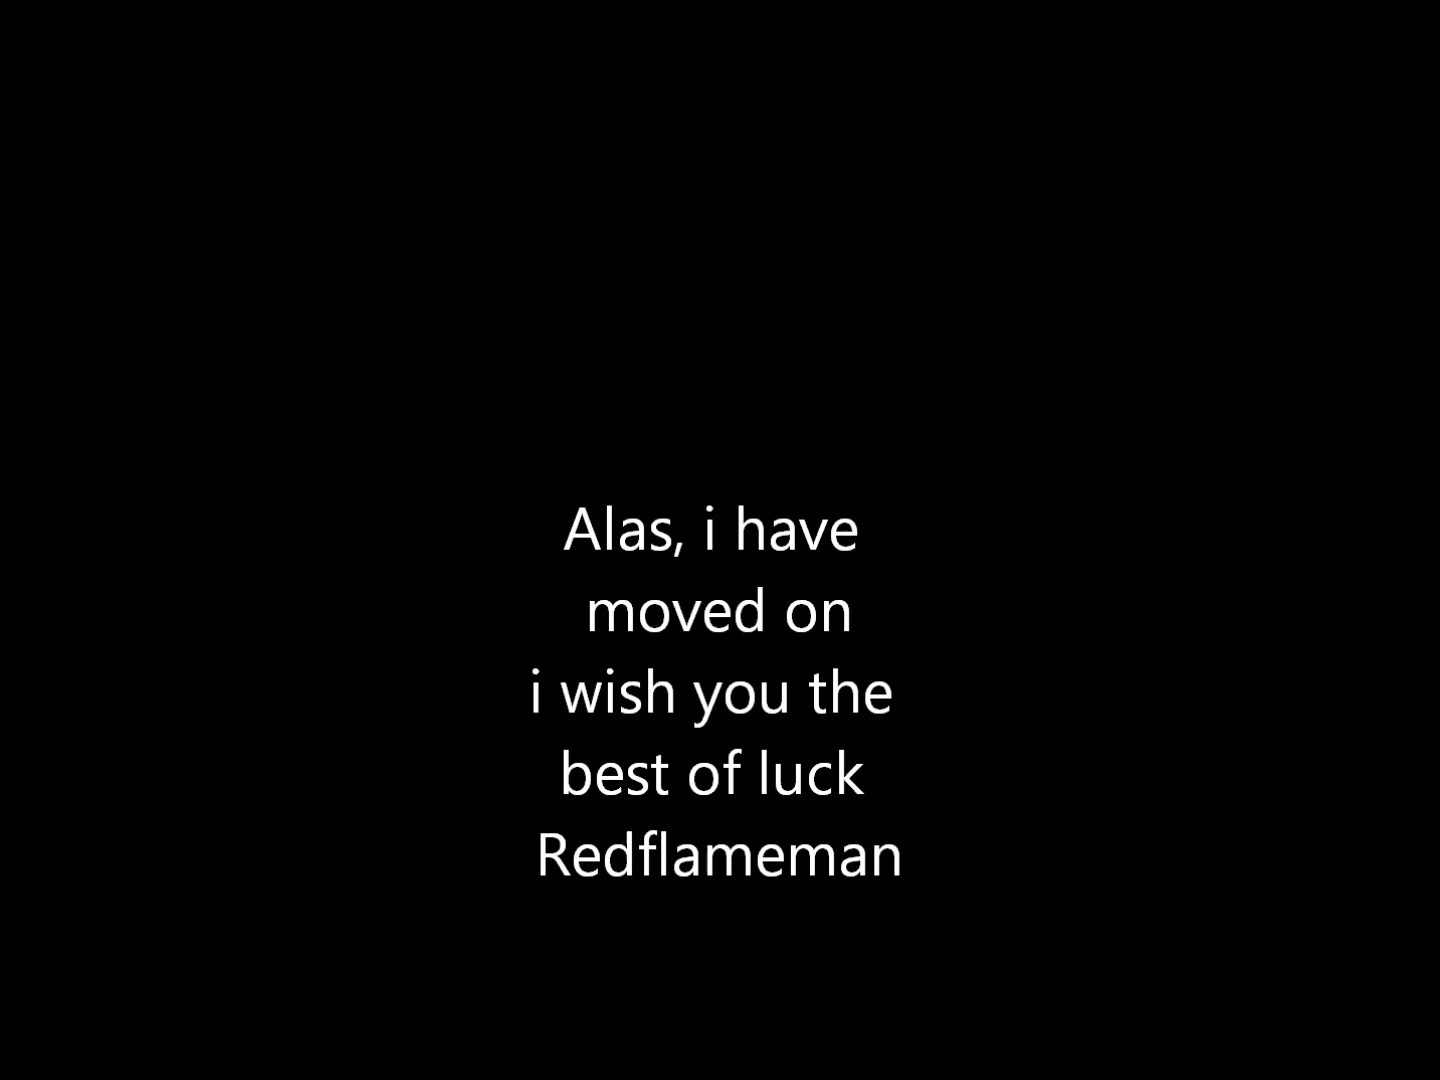 Alas, i have
moved on
i wish you the
best of luck
Redflameman